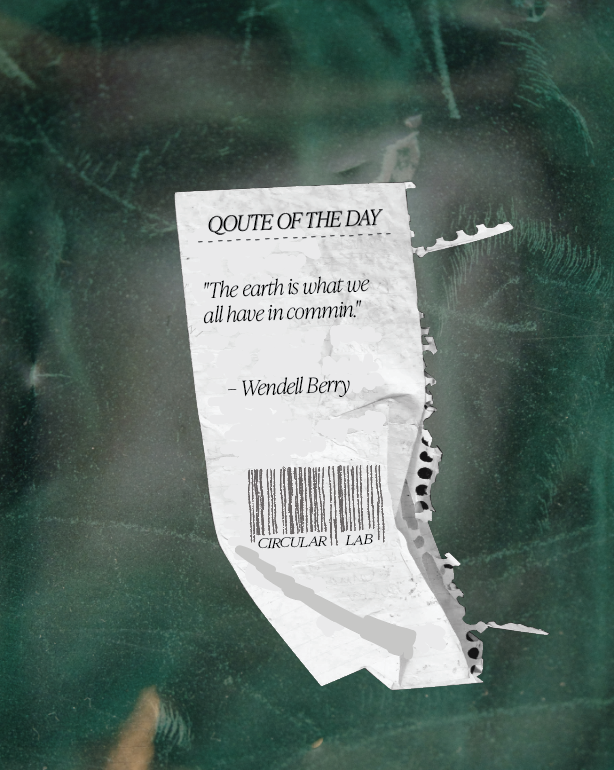 QOUTE OF THE DAY
"The earth is what we
all have in commin."
– Wendell Berry
CIRCULAR LAB